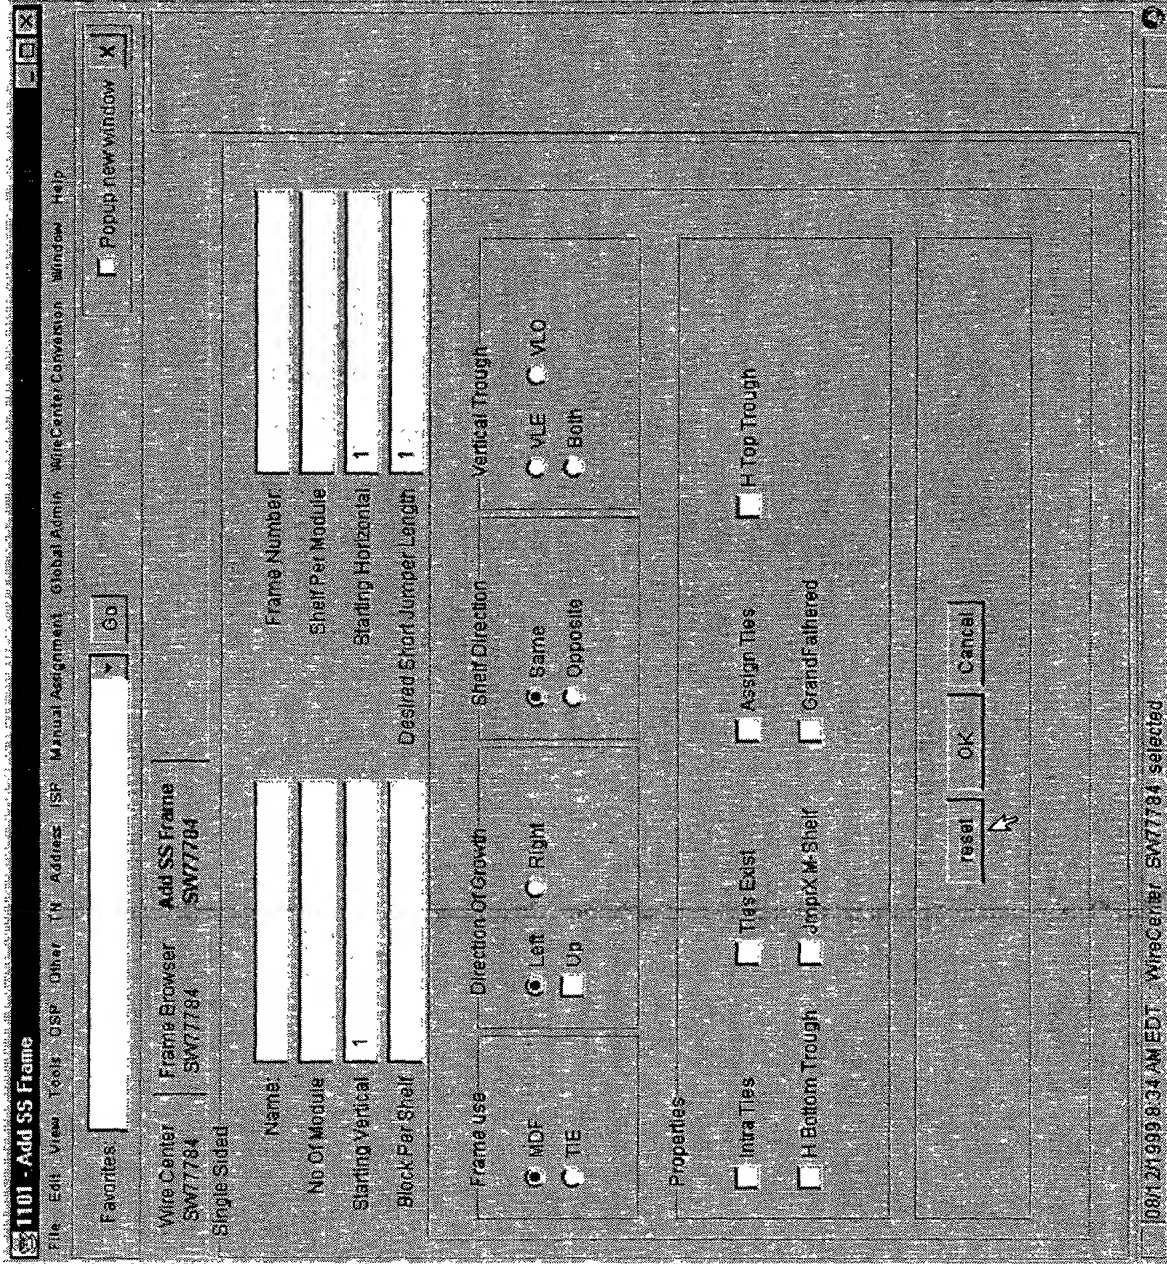 1101 - Add SS Frame
File Edit View Tools OSP Other TN Address ISP Manual Assignment Global Admin WireCenter Conversion Window Help
Favorites Go Popup new window X
Wire Center Frame Browser Add SS Frame
SW77784 SW77784 SW77784
Single Sided
Name: Frame Number:
No Of Module Shelf Per Module
Starting Vertical 1 Starting Horizontal 1
Block Per Shelf Desired Short Jumper Length 1
Frame use Direction Of Growth Shelf Direction Vertical Trough
MDF Left Right Same VLE VLO
TIE Up Opposite Both
Properties
Intra Ties Ties Exist Assign Ties H Top Trough
H Bottom Trough JmprX M-Shelf GrandFathered
reset OK Cancel
08/12/1999 8:34 AM EDT: WireCenter SW77784 selected